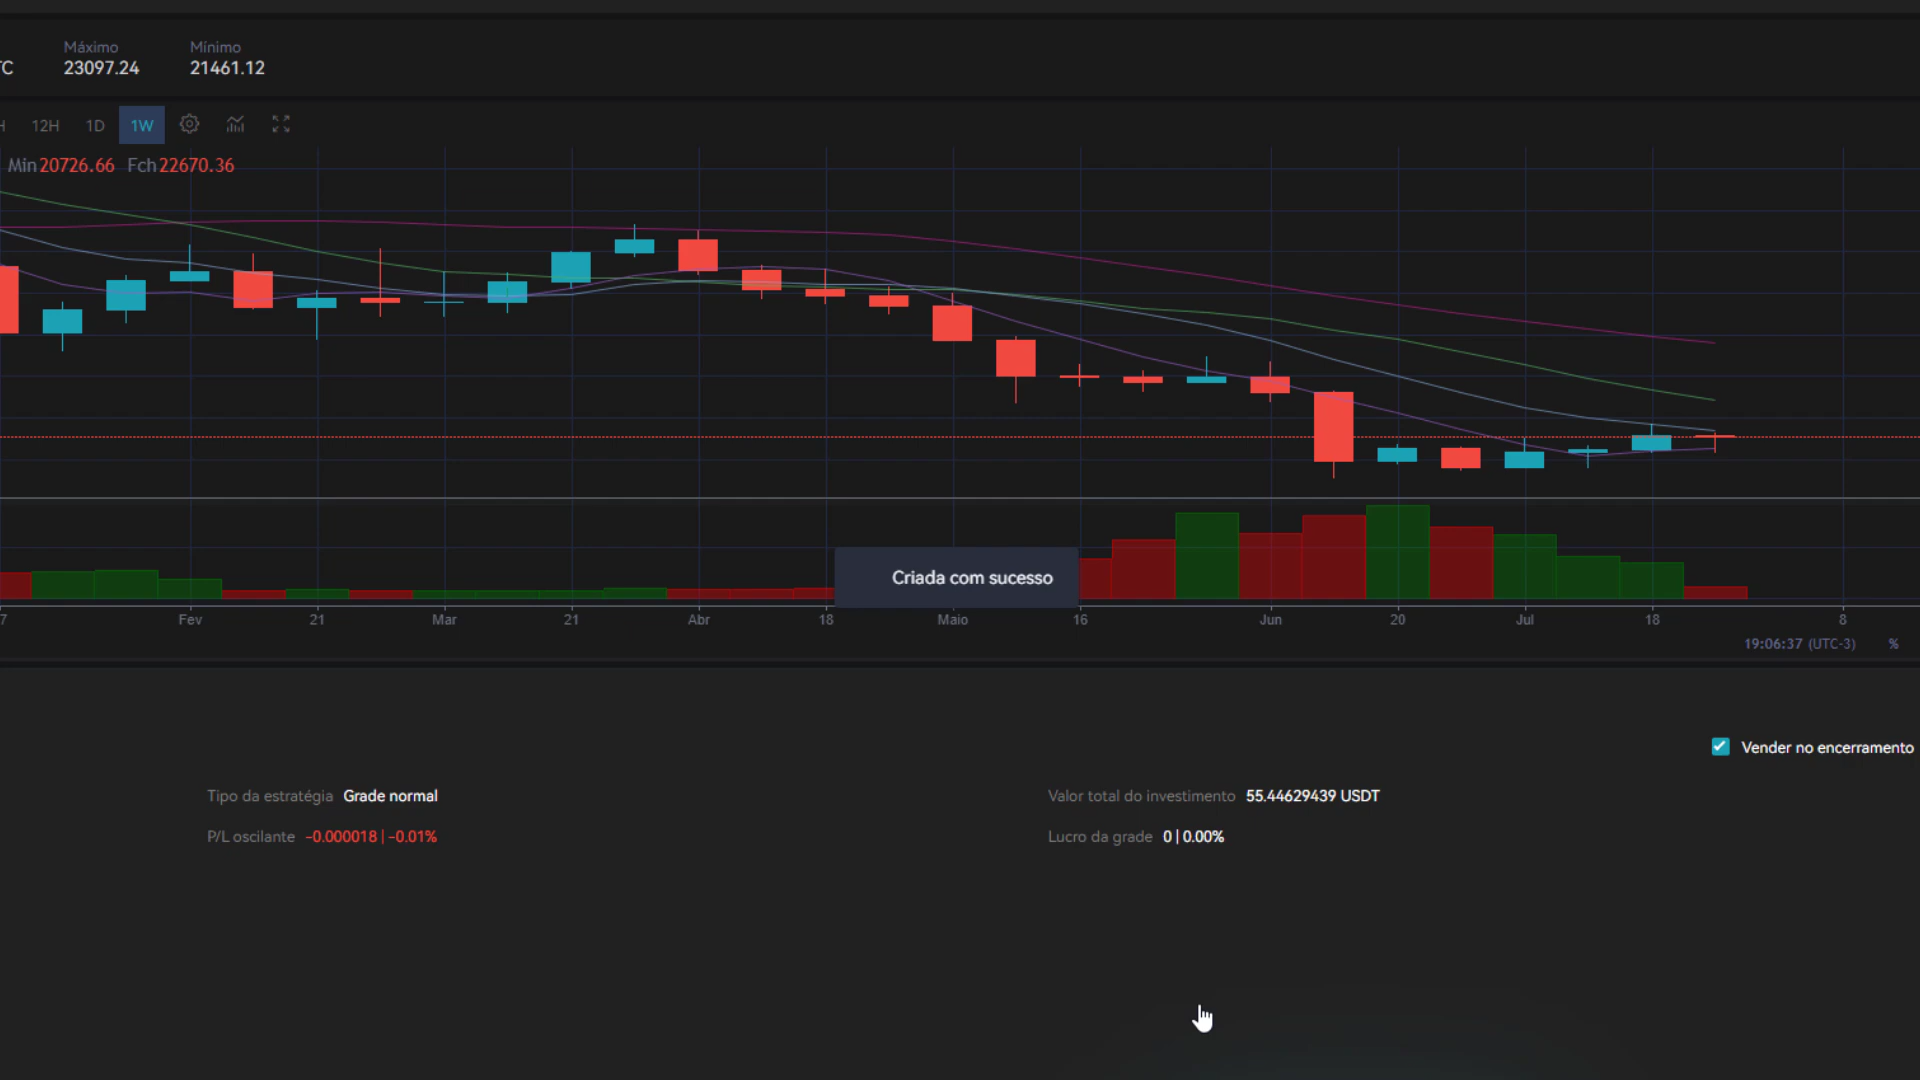 Máximo Mínimo
TC 23097.24 21461.12
H 12H 1D 1W
Min 20726.66 Fch 22670.36
Criada com sucesso
7 Fev 21 Mar 21 Abr 18 Maio 16 Jun 20 Jul 18 8
19:06:37 (UTC-3) %
Vender no encerramento
Tipo da estratégia Grade normal Valor total do investimento 55.44629439 USDT
P/L oscilante -0.000018 | -0.01% Lucro da grade 0 | 0.00%